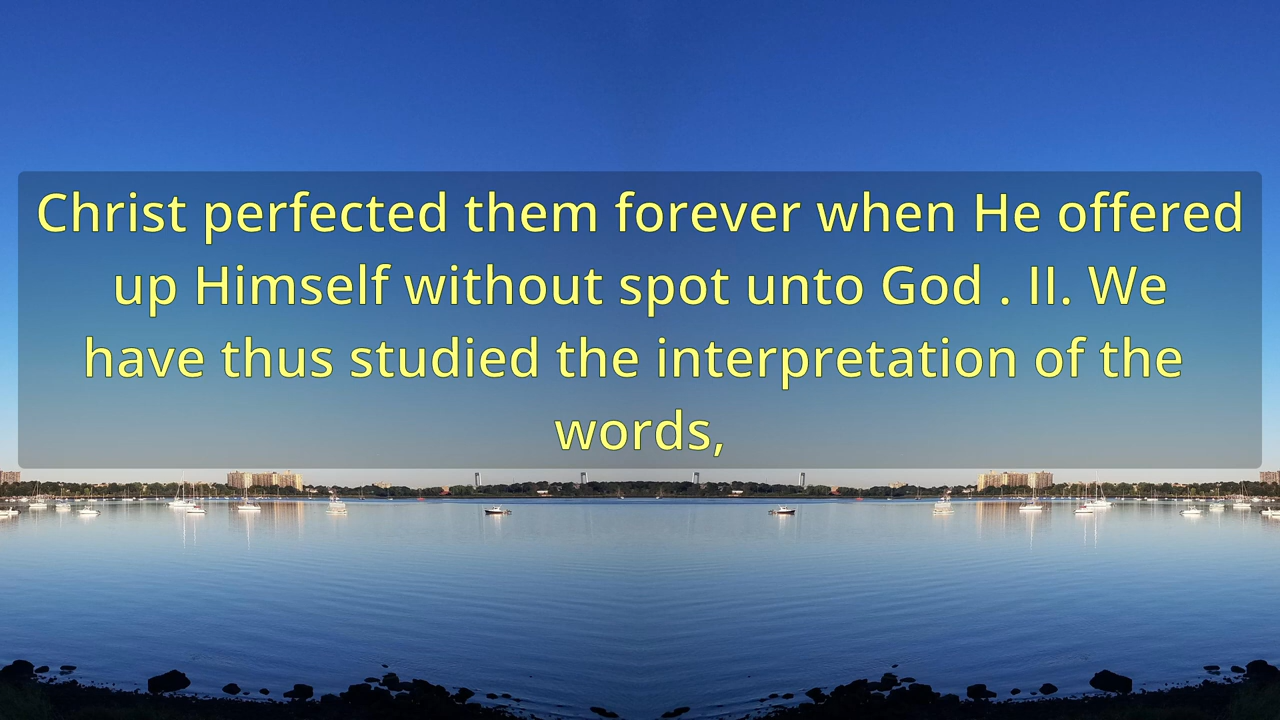 Christ perfected them forever when He offered
up Himself without spot unto God . II. We
have thus studied the interpretation of the
words,